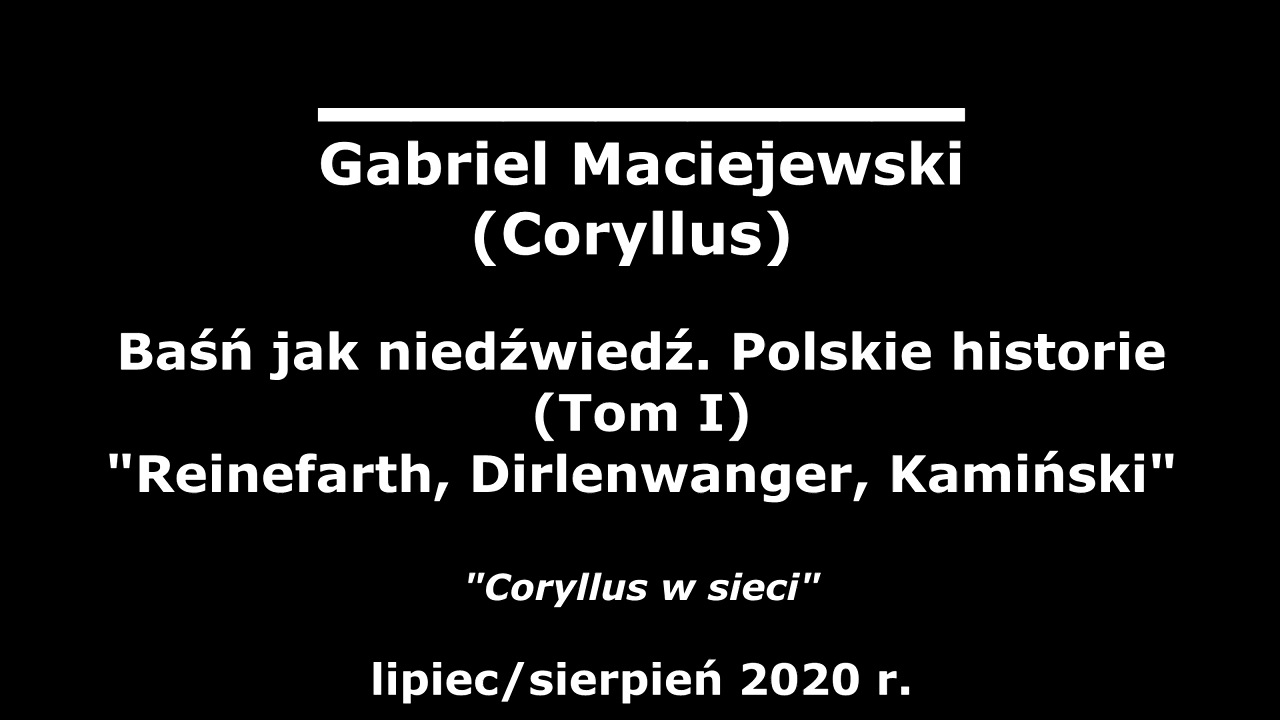 Gabriel Maciejewski
(Coryllus)
Baśń jak niedźwiedź. Polskie historie
(Tom I)
"Reinefarth, Dirlenwanger, Kamiński"
"Coryllus w sieci"
lipiec/sierpień 2020 r.